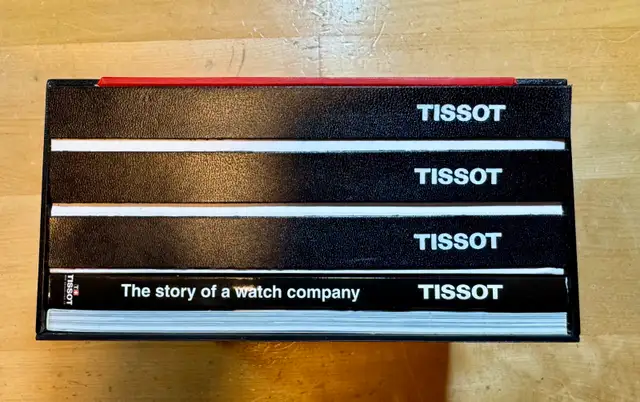 TISSOT
TISSOT
TISSOT
TISSOT The story of a watch company TISSOT